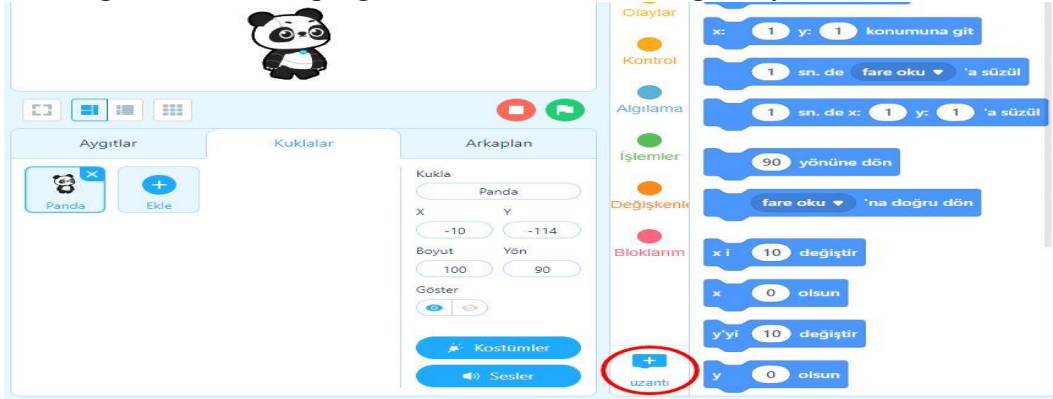 Olaylar
Kontrol
Algılama
İşlemler
Değişkenle
Bloklarım
uzantı
x: 1 y: 1 konumuna git
1 sn. de fare oku 'a süzül
1 sn. de x: 1 y: 1 'a süzül
90 yönüne dön
fare oku 'na doğru dön
x i 10 değiştir
x 0 olsun
y'yi 10 değiştir
y 0 olsun
Aygıtlar
Kuklalar
Arkaplan
Panda
Ekle
Kukla
Panda
X Y
-10 -114
Boyut Yön
100 90
Göster
Kostümler
Sesler